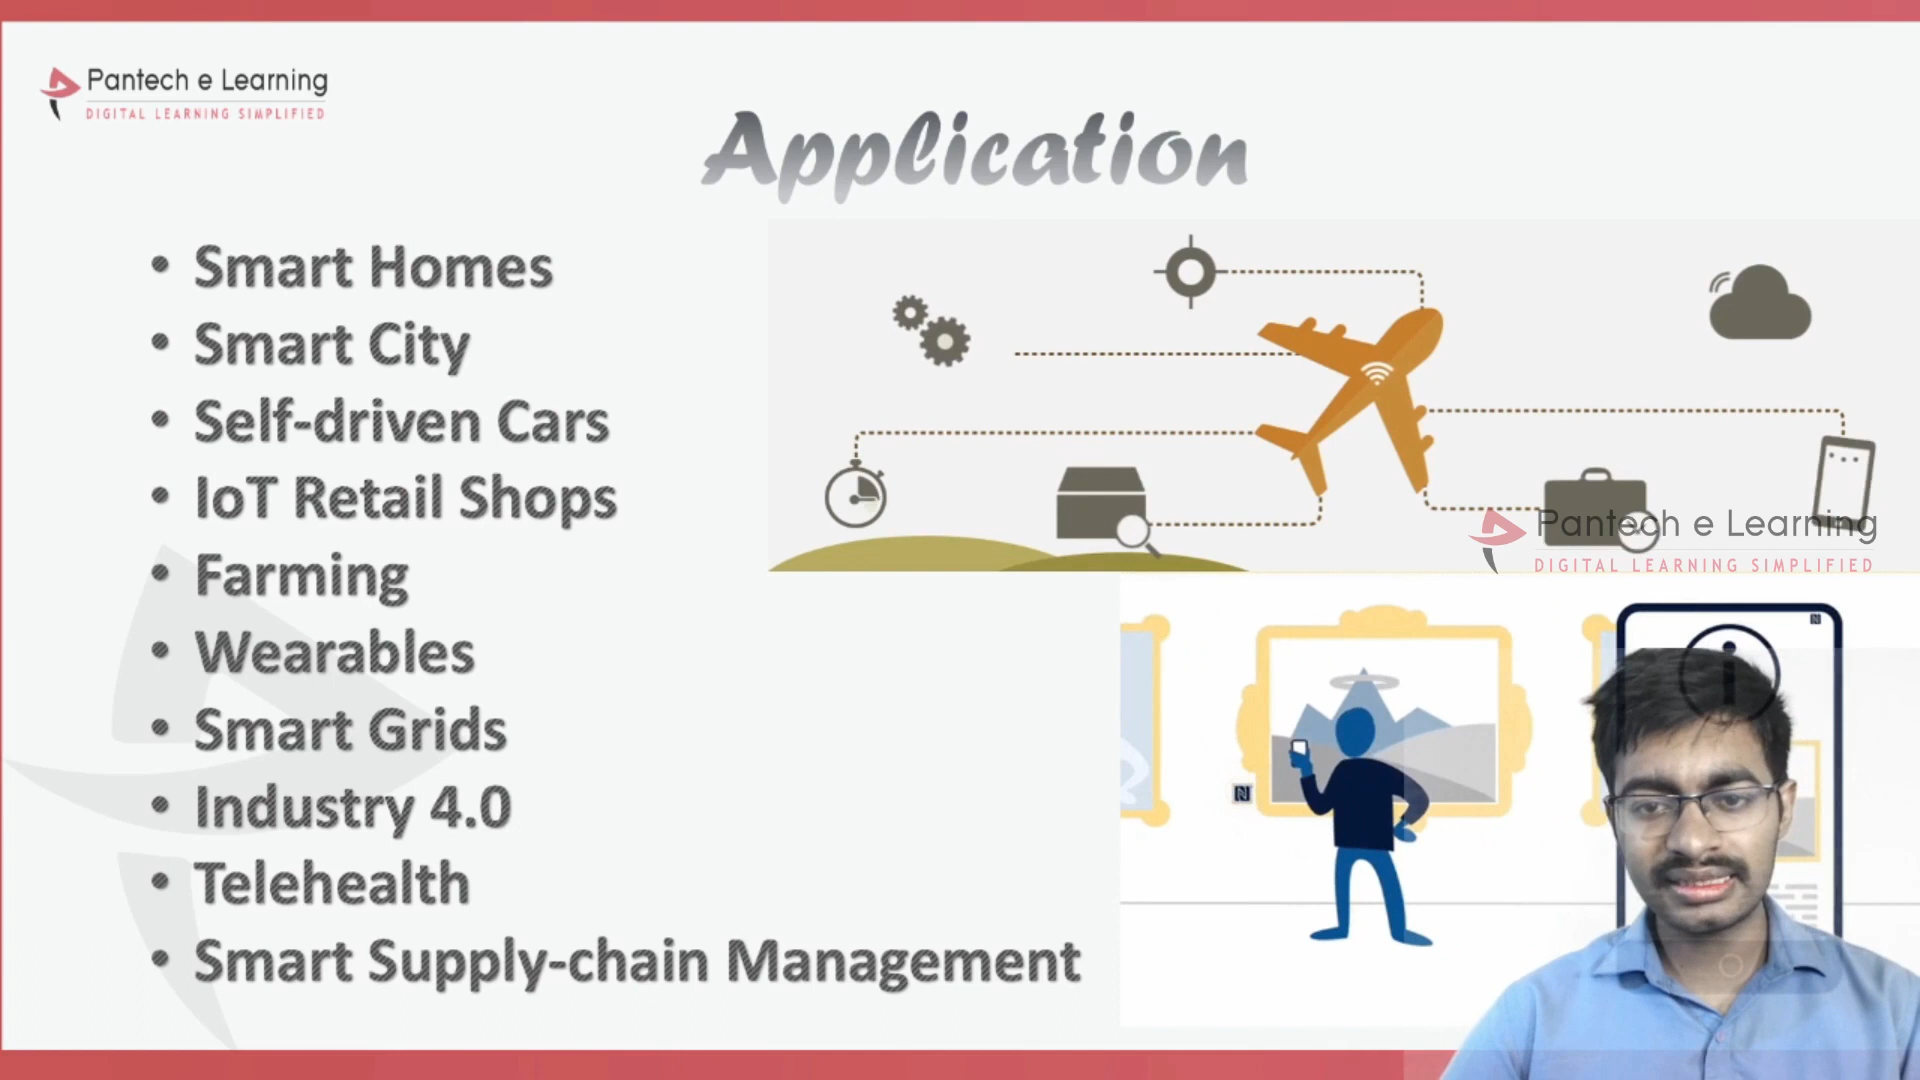 Pantech e Learning
DIGITAL LEARNING SIMPLIFIED
Application
• Smart Homes
• Smart City
• Self-driven Cars
• IoT Retail Shops
• Farming
• Wearables
• Smart Grids
• Industry 4.0
• Telehealth
• Smart Supply-chain Management
Pantech e Learning
DIGITAL LEARNING SIMPLIFIED
N
i
N